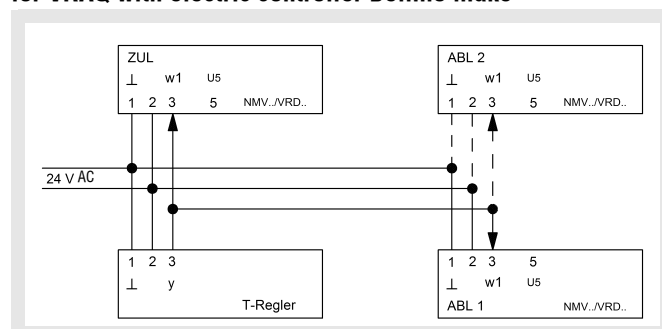 ZUL
⊥ w1 U5
1 2 3 5 NMV../VRD..
ABL 2
⊥ w1 U5
1 2 3 5 NMV../VRD..
24 V AC
1 2 3
⊥ y
T-Regler
1 2 3 5
⊥ w1 U5
ABL 1 NMV../VRD..